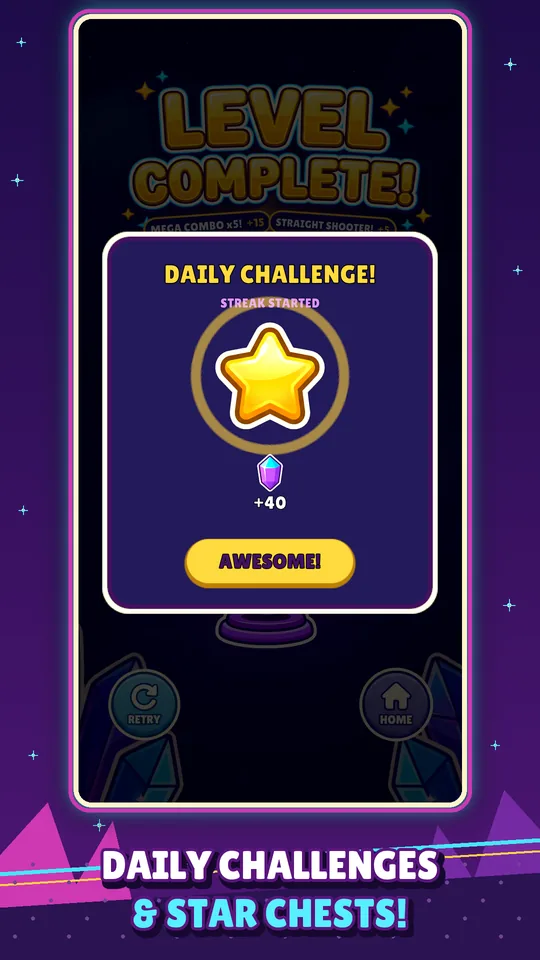 LEVEL
COMPLETE!
MEGA COMBO x5! +15 STRAIGHT SHOOTER! +5
DAILY CHALLENGE!
STREAK STARTED
+40
AWESOME!
RETRY HOME
DAILY CHALLENGES
& STAR CHESTS!